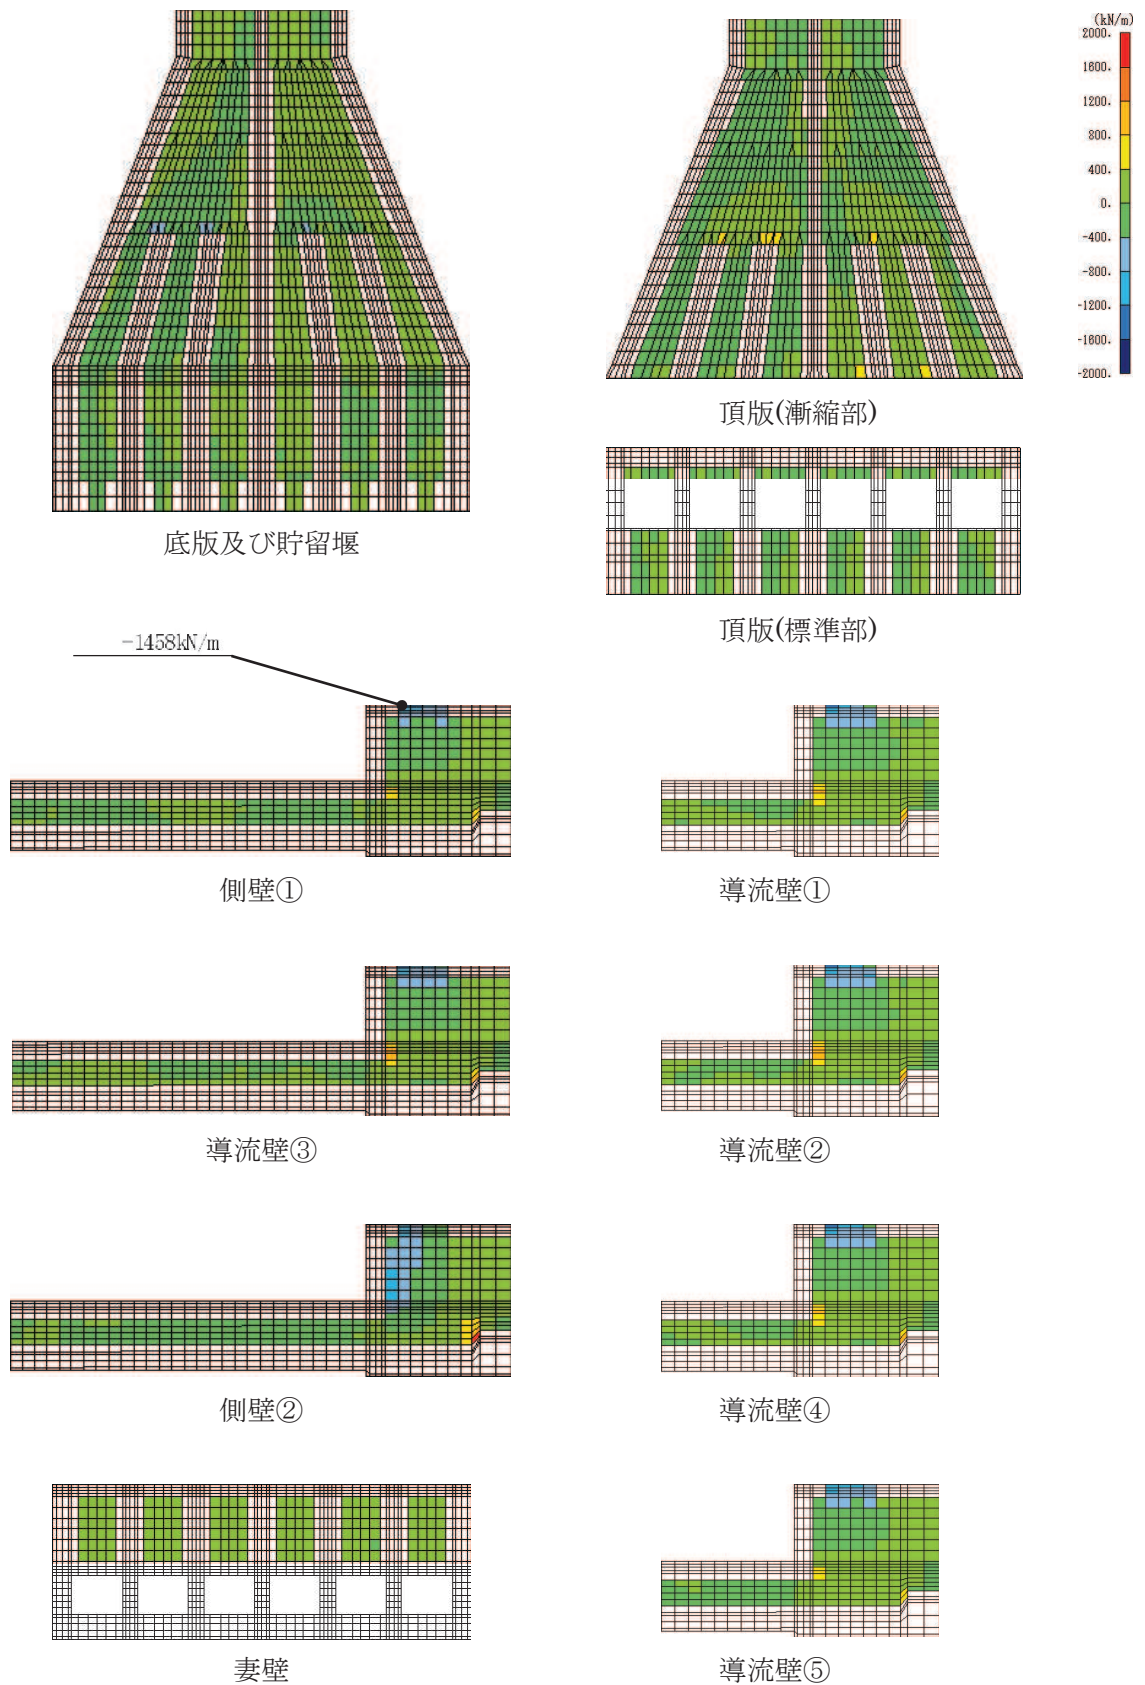 (kN/m)
2000.
1600.
1200.
800.
400.
0.
-400.
-800.
-1200.
-1800.
-2000.
頂版(漸縮部)
底版及び貯留堰
頂版(標準部)
-1458kN/m
側壁①
導流壁①
導流壁③
導流壁②
側壁②
導流壁④
妻壁
導流壁⑤